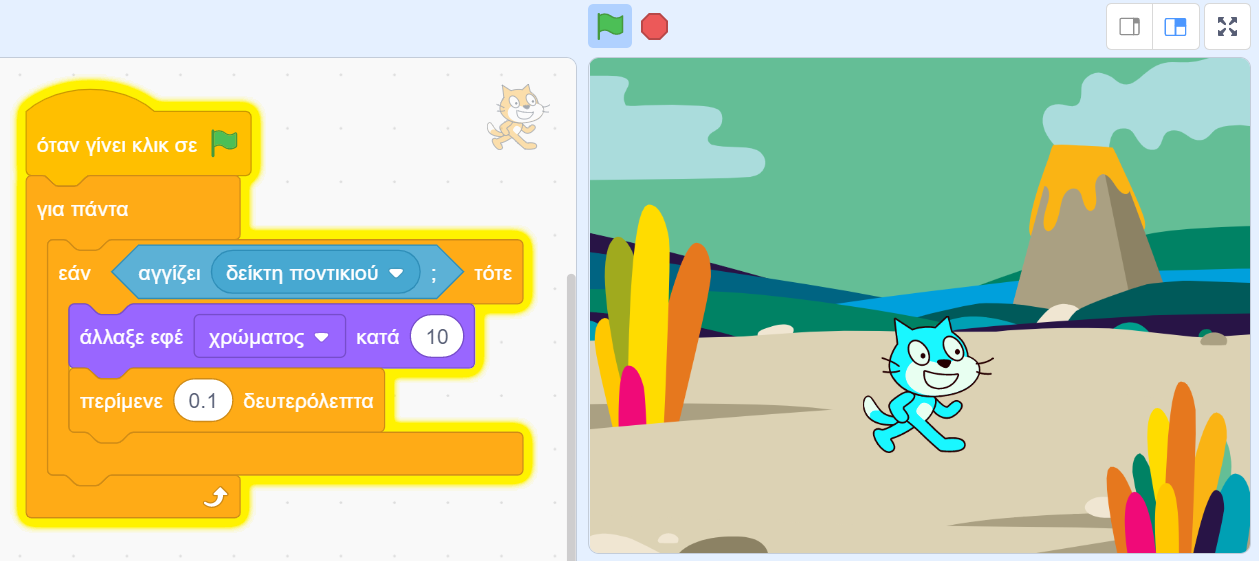 όταν γίνει κλικ σε
για πάντα
εάν αγγίζει δείκτη ποντικιού ; τότε
άλλαξε εφέ χρώματος κατά 10
περίμενε 0.1 δευτερόλεπτα